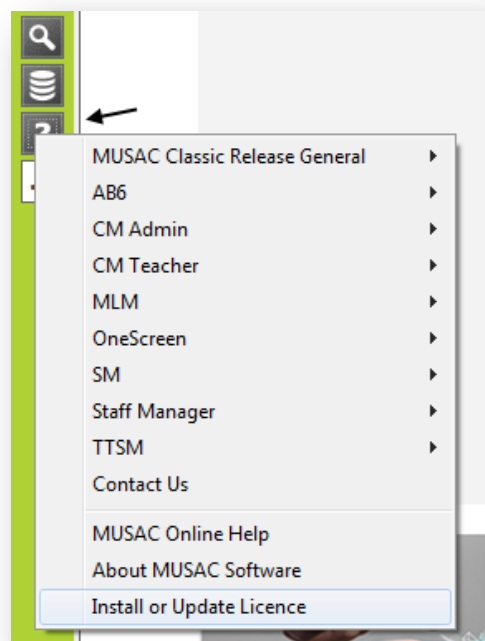 ?
MUSAC Classic Release General
AB6
CM Admin
CM Teacher
MLM
OneScreen
SM
Staff Manager
TTSM
Contact Us
MUSAC Online Help
About MUSAC Software
Install or Update Licence